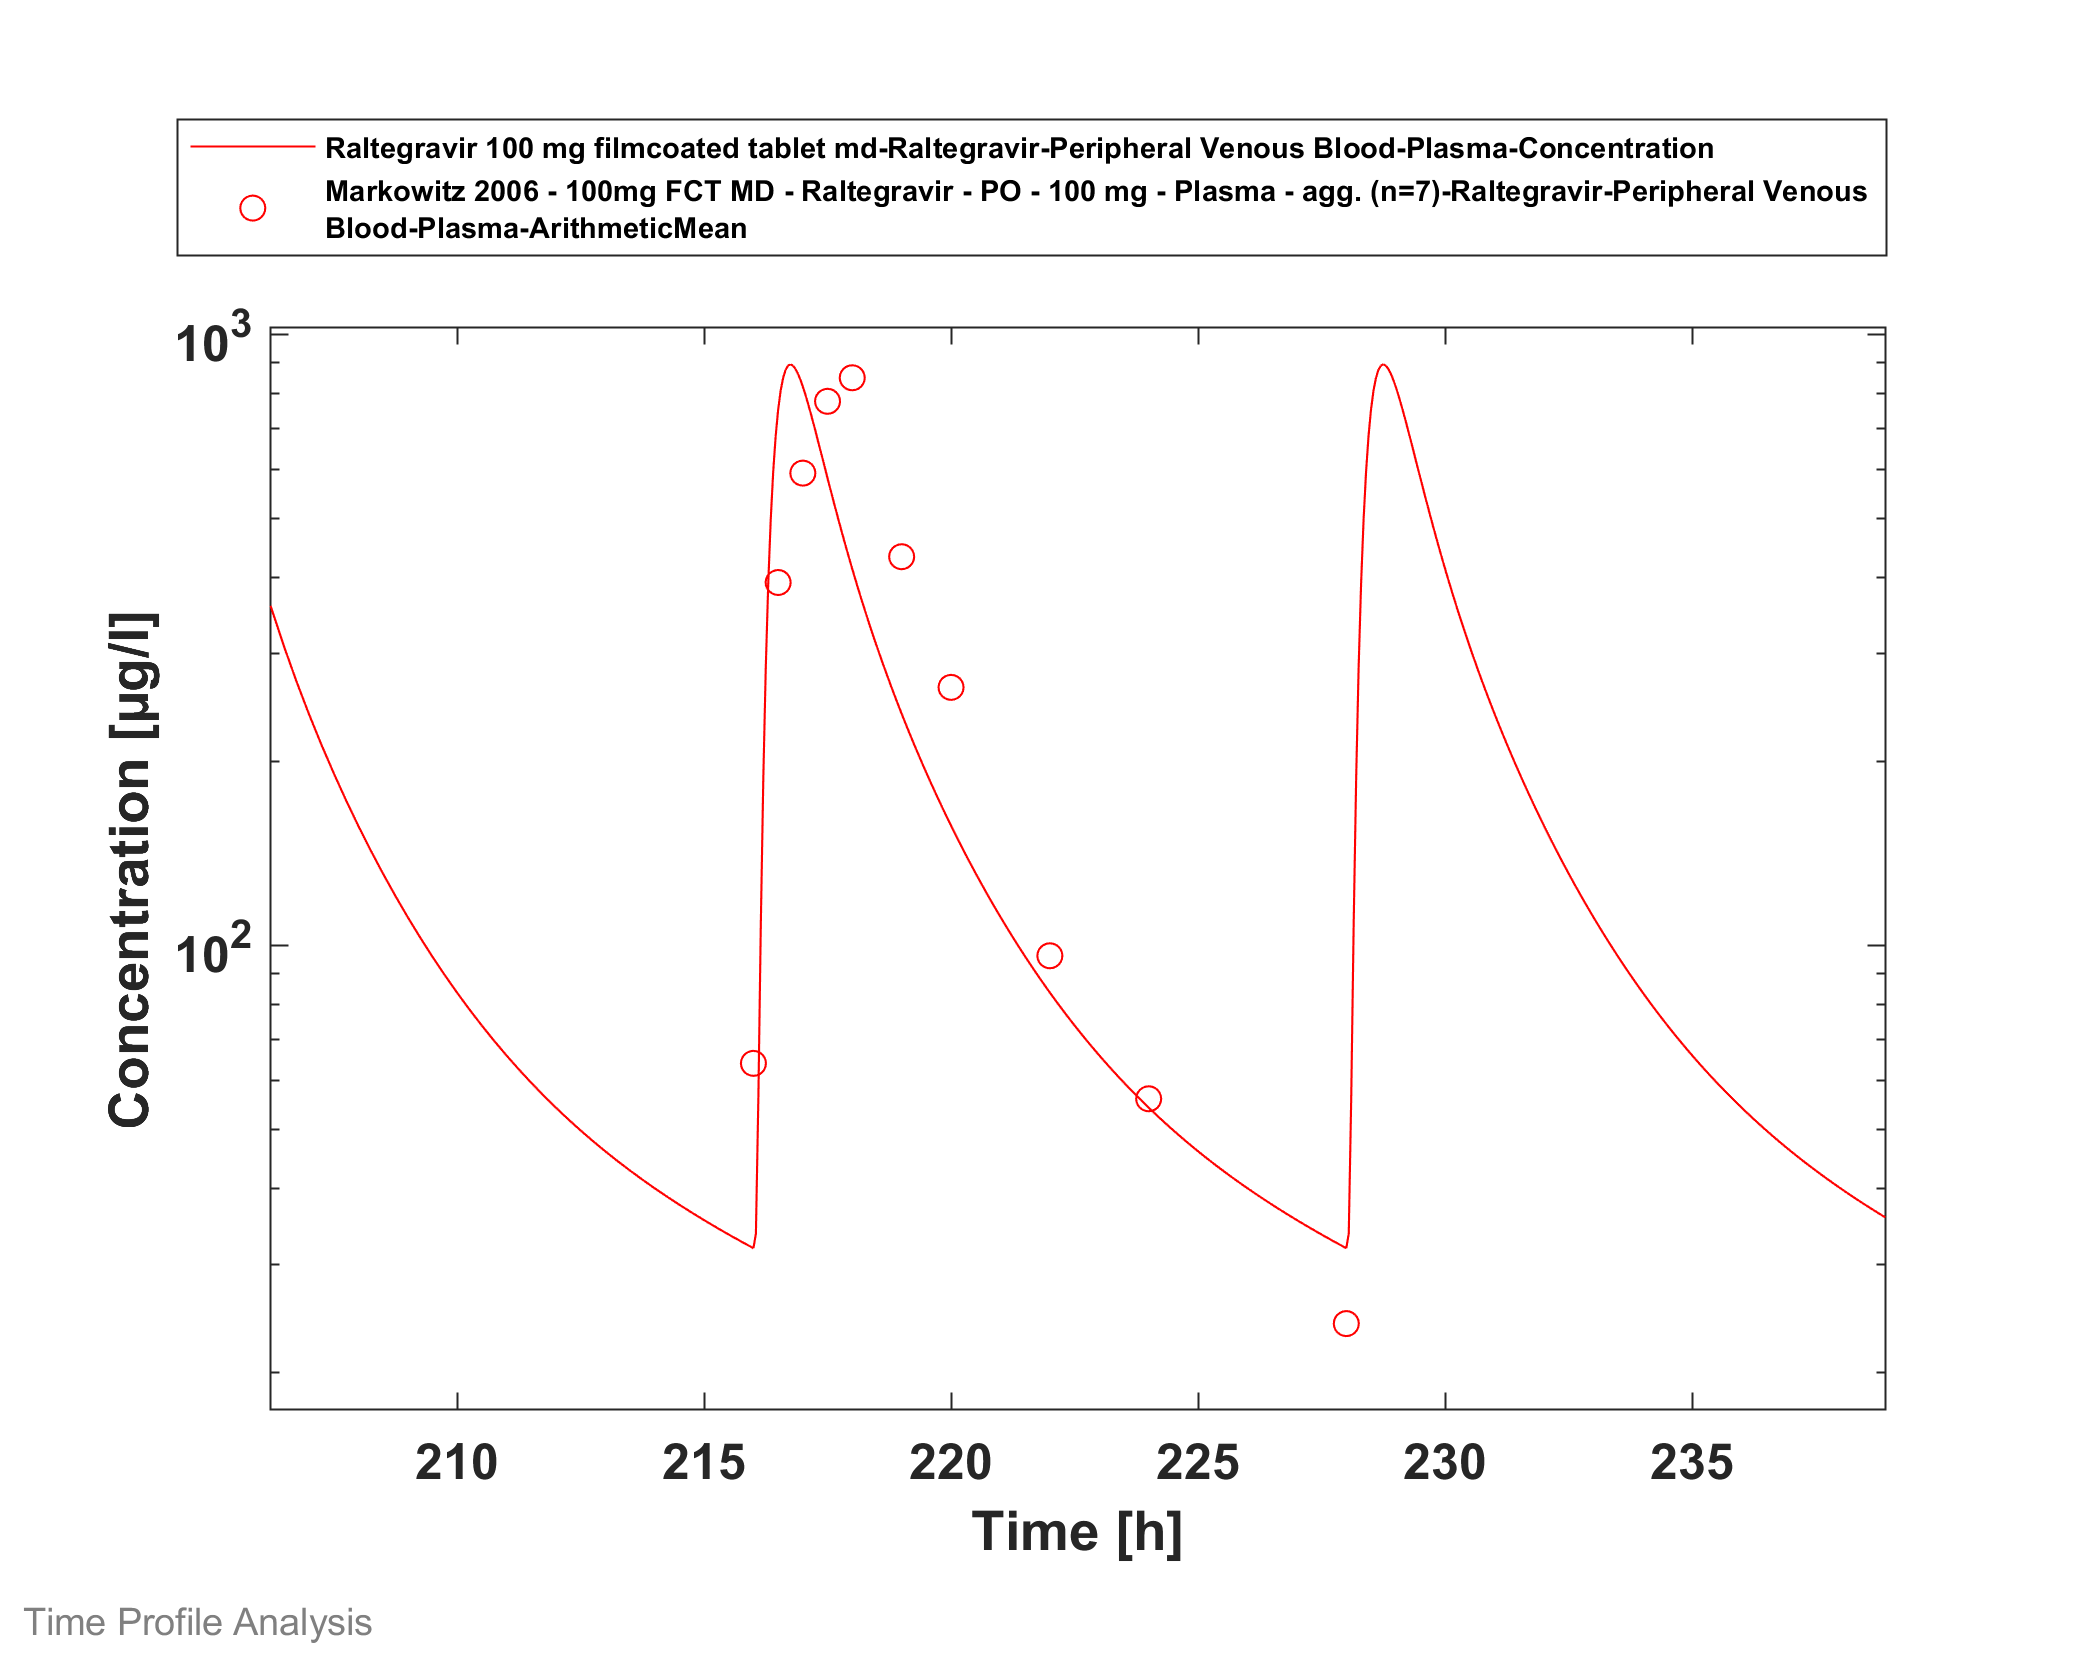 Raltegravir 100 mg filmcoated tablet md-Raltegravir-Peripheral Venous Blood-Plasma-Concentration
Markowitz 2006 - 100mg FCT MD - Raltegravir - PO - 100 mg - Plasma - agg. (n=7)-Raltegravir-Peripheral Venous
Blood-Plasma-ArithmeticMean
10^3
10^2
Concentration [µg/l]
210 215 220 225 230 235
Time [h]
Time Profile Analysis